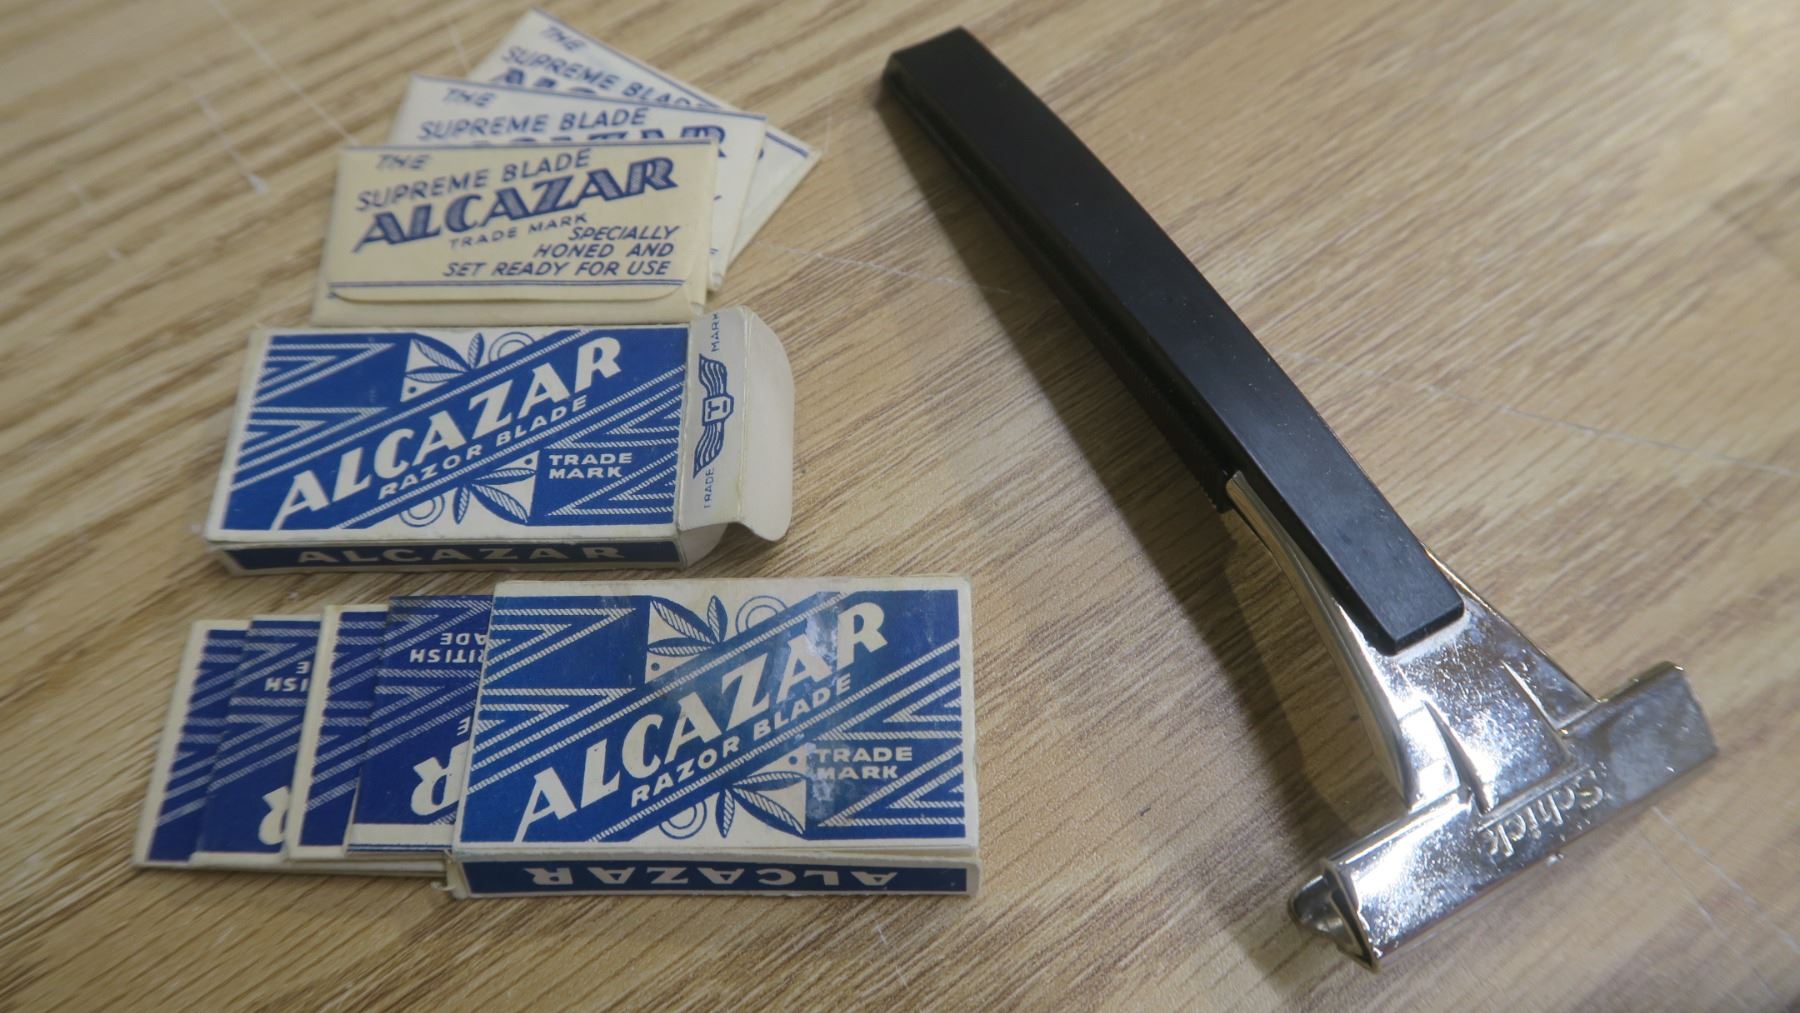 THE
SUPREME BLADE
THE
SUPREME BLADE
THE
SUPREME BLADE
ALCAZAR
TRADE MARK
SPECIALLY
HONED AND
SET READY FOR USE
ALCAZAR
RAZOR BLADE
TRADE
MARK
TRADE MARK
ALCAZAR
ALCAZAR
RAZOR BLADE
TRADE
MARK
ALCAZAR
Schick